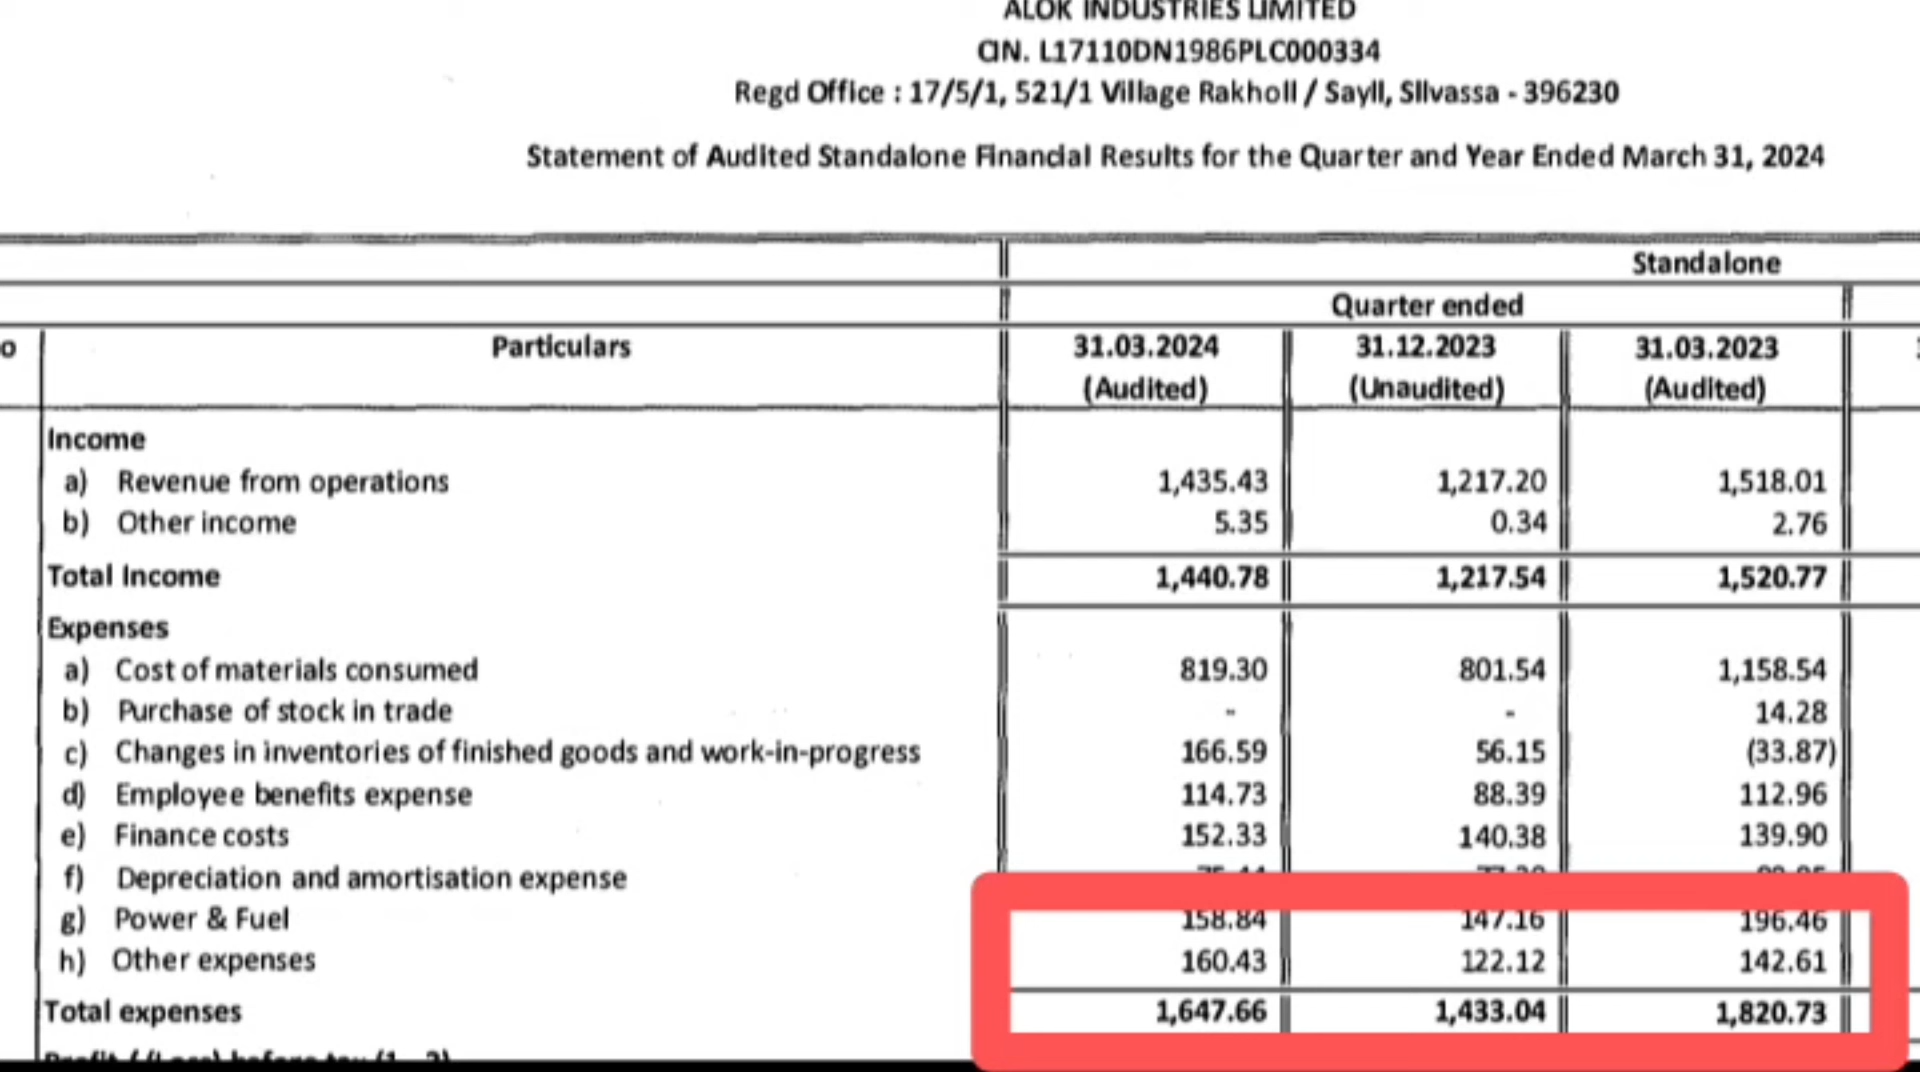 ALOK INDUSTRIES LIMITED
CIN. L17110DN1986PLC000334
Regd Office : 17/5/1, 521/1 Village Rakholl / Sayll, Sllvassa - 396230
Statement of Audited Standalone Financial Results for the Quarter and Year Ended March 31, 2024
Standalone
Quarter ended
Particulars 31.03.2024 31.12.2023 31.03.2023
(Audited) (Unaudited) (Audited)
Income
a) Revenue from operations 1,435.43 1,217.20 1,518.01
b) Other income 5.35 0.34 2.76
Total Income 1,440.78 1,217.54 1,520.77
Expenses
a) Cost of materials consumed 819.30 801.54 1,158.54
b) Purchase of stock in trade - - 14.28
c) Changes in inventories of finished goods and work-in-progress 166.59 56.15 (33.87)
d) Employee benefits expense 114.73 88.39 112.96
e) Finance costs 152.33 140.38 139.90
f) Depreciation and amortisation expense
g) Power & Fuel 158.84 147.16 196.46
h) Other expenses 160.43 122.12 142.61
Total expenses 1,647.66 1,433.04 1,820.73